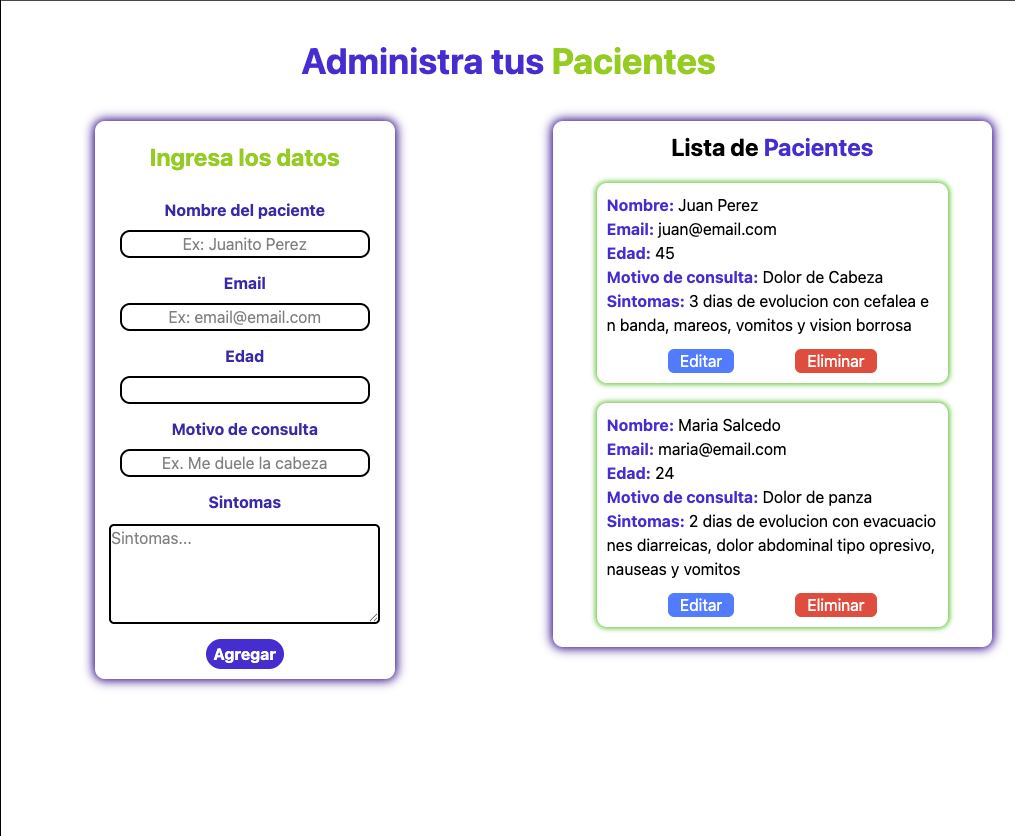 Administra tus Pacientes
Ingresa los datos
Nombre del paciente
Ex: Juanito Perez
Email
Ex: email@email.com
Edad
Motivo de consulta
Ex. Me duele la cabeza
Sintomas
Sintomas...
Agregar
Lista de Pacientes
Nombre: Juan Perez
Email: juan@email.com
Edad: 45
Motivo de consulta: Dolor de Cabeza
Sintomas: 3 dias de evolucion con cefalea e
n banda, mareos, vomitos y vision borrosa
Editar Eliminar
Nombre: Maria Salcedo
Email: maria@email.com
Edad: 24
Motivo de consulta: Dolor de panza
Sintomas: 2 dias de evolucion con evacuacio
nes diarreicas, dolor abdominal tipo opresivo,
nauseas y vomitos
Editar Eliminar